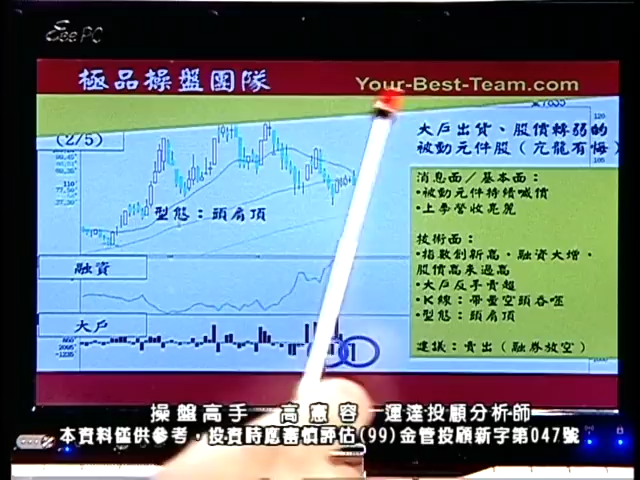 Eee PC
極品操盤團隊
Your-Best-Team.com
(2/5)
大戶出貨、股價轉弱的
被動元件股（亢龍有悔）
型態：頭肩頂
消息面／基本面：
•被動元件持續喊價
•上季營收亮麗
技術面：
•指數創新高，融資大增，
股價高未過高
•大戶反手賣超
•K線：帶量空頭吞噬
•型態：頭肩頂
建議：賣出（融券放空）
融資
大戶
120
105
110
操盤高手 高憲容 運達投顧分析師
本資料僅供參考，投資時應審慎評估(99)金管投顧新字第047號